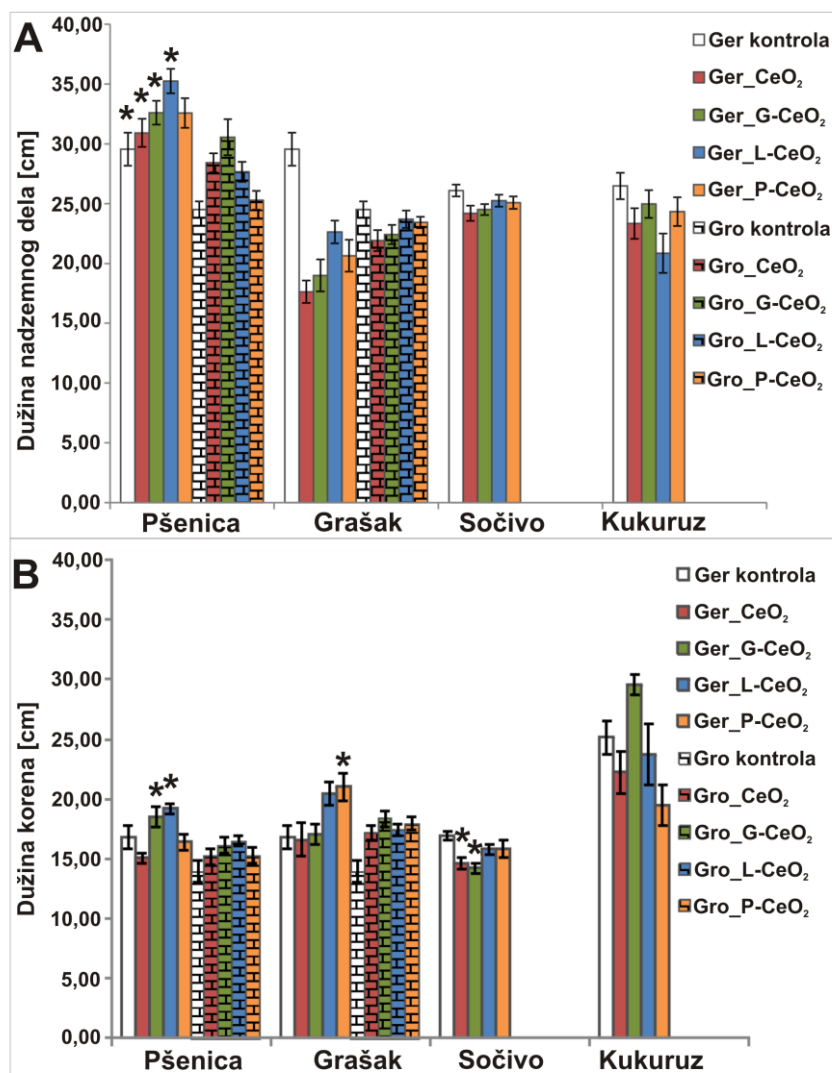 A
Dužina nadzemnog dela [cm]
40,00
35,00
30,00
25,00
20,00
15,00
10,00
5,00
0,00
* * * *
Pšenica Grašak Sočivo Kukuruz
Ger kontrola
Ger_CeO₂
Ger_G-CeO₂
Ger_L-CeO₂
Ger_P-CeO₂
Gro kontrola
Gro_CeO₂
Gro_G-CeO₂
Gro_L-CeO₂
Gro_P-CeO₂
B
Dužina korena [cm]
40,00
35,00
30,00
25,00
20,00
15,00
10,00
5,00
0,00
* * * * *
Pšenica Grašak Sočivo Kukuruz
Ger kontrola
Ger_CeO₂
Ger_G-CeO₂
Ger_L-CeO₂
Ger_P-CeO₂
Gro kontrola
Gro_CeO₂
Gro_G-CeO₂
Gro_L-CeO₂
Gro_P-CeO₂